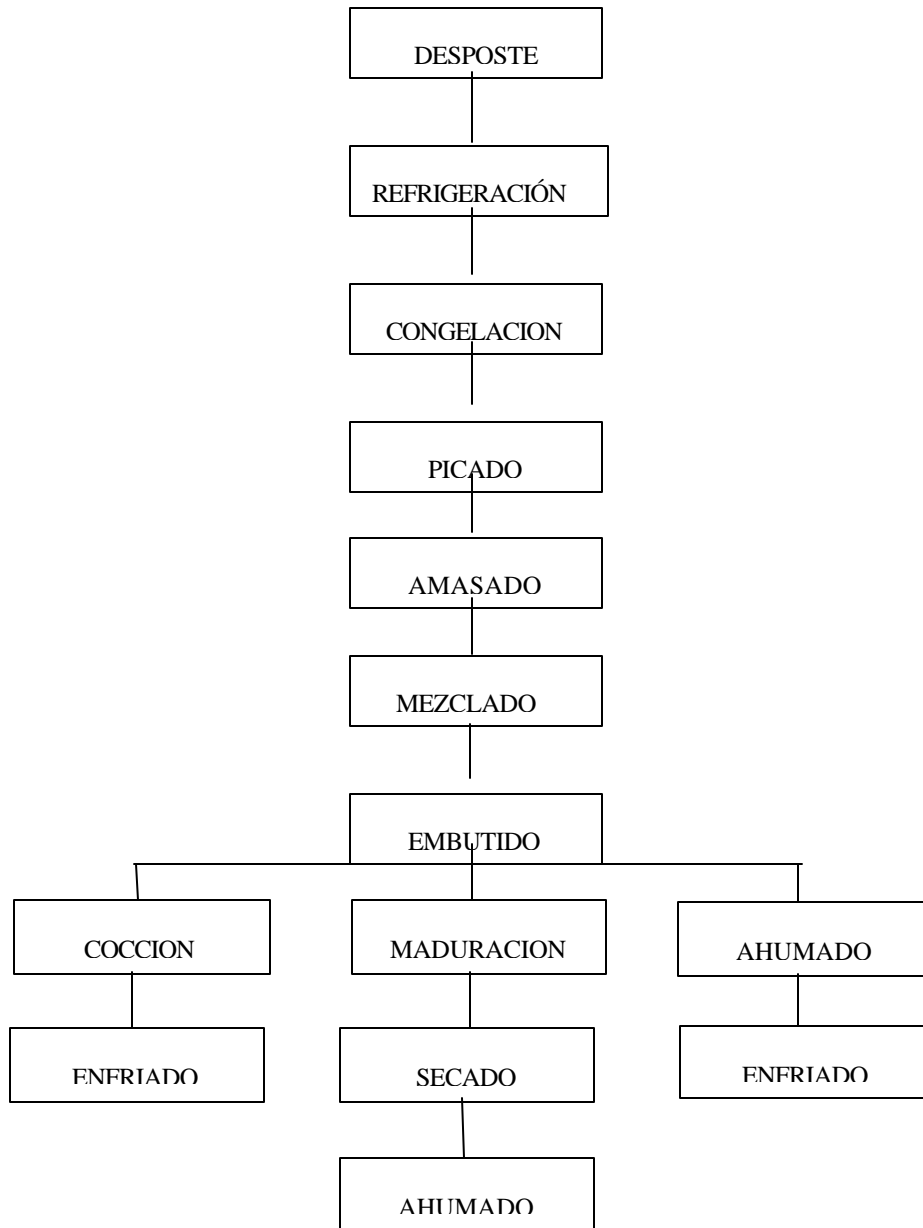 DESPOSTE
REFRIGERACIÓN
CONGELACION
PICADO
AMASADO
MEZCLADO
EMBUTIDO
COCCION
MADURACION
AHUMADO
ENFRIADO
SECADO
ENFRIADO
AHUMADO